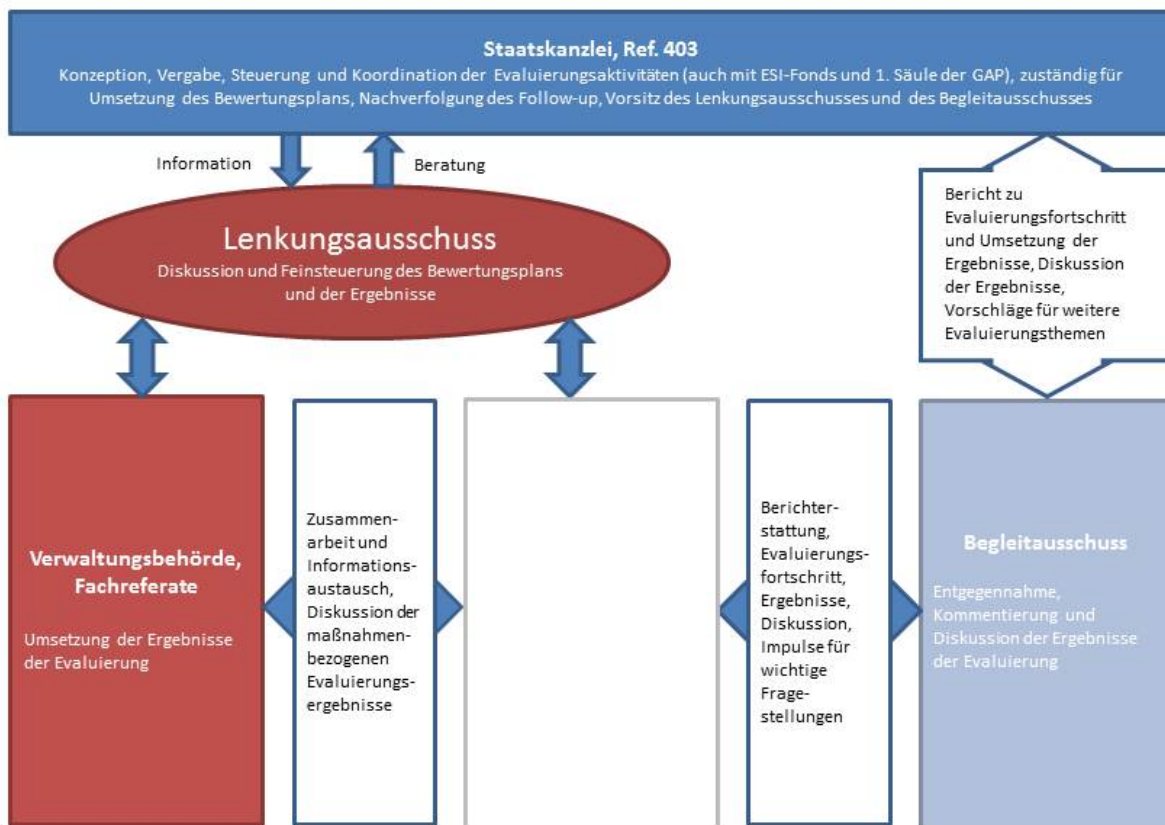 Staatskanzlei, Ref. 403
Konzeption, Vergabe, Steuerung und Koordination der Evaluierungsaktivitäten (auch mit ESI-Fonds und 1. Säule der GAP), zuständig für
Umsetzung des Bewertungsplans, Nachverfolgung des Follow-up, Vorsitz des Lenkungsausschusses und des Begleitausschusses
Information
Beratung
Lenkungsausschuss
Diskussion und Feinsteuerung des Bewertungsplans
und der Ergebnisse
Bericht zu
Evaluierungsfortschritt
und Umsetzung der
Ergebnisse, Diskussion
der Ergebnisse,
Vorschläge für weitere
Evaluierungsthemen
Verwaltungsbehörde,
Fachreferate
Umsetzung der Ergebnisse
der Evaluierung
Zusammen-
arbeit und
Informations-
austausch,
Diskussion der
maßnahmen-
bezogenen
Evaluierungs-
ergebnisse
Berichter-
stattung,
Evaluierungs-
fortschritt,
Ergebnisse,
Diskussion,
Impulse für
wichtige
Frage-
stellungen
Begleitausschuss
Entgegennahme,
Kommentierung und
Diskussion der Ergebnisse
der Evaluierung